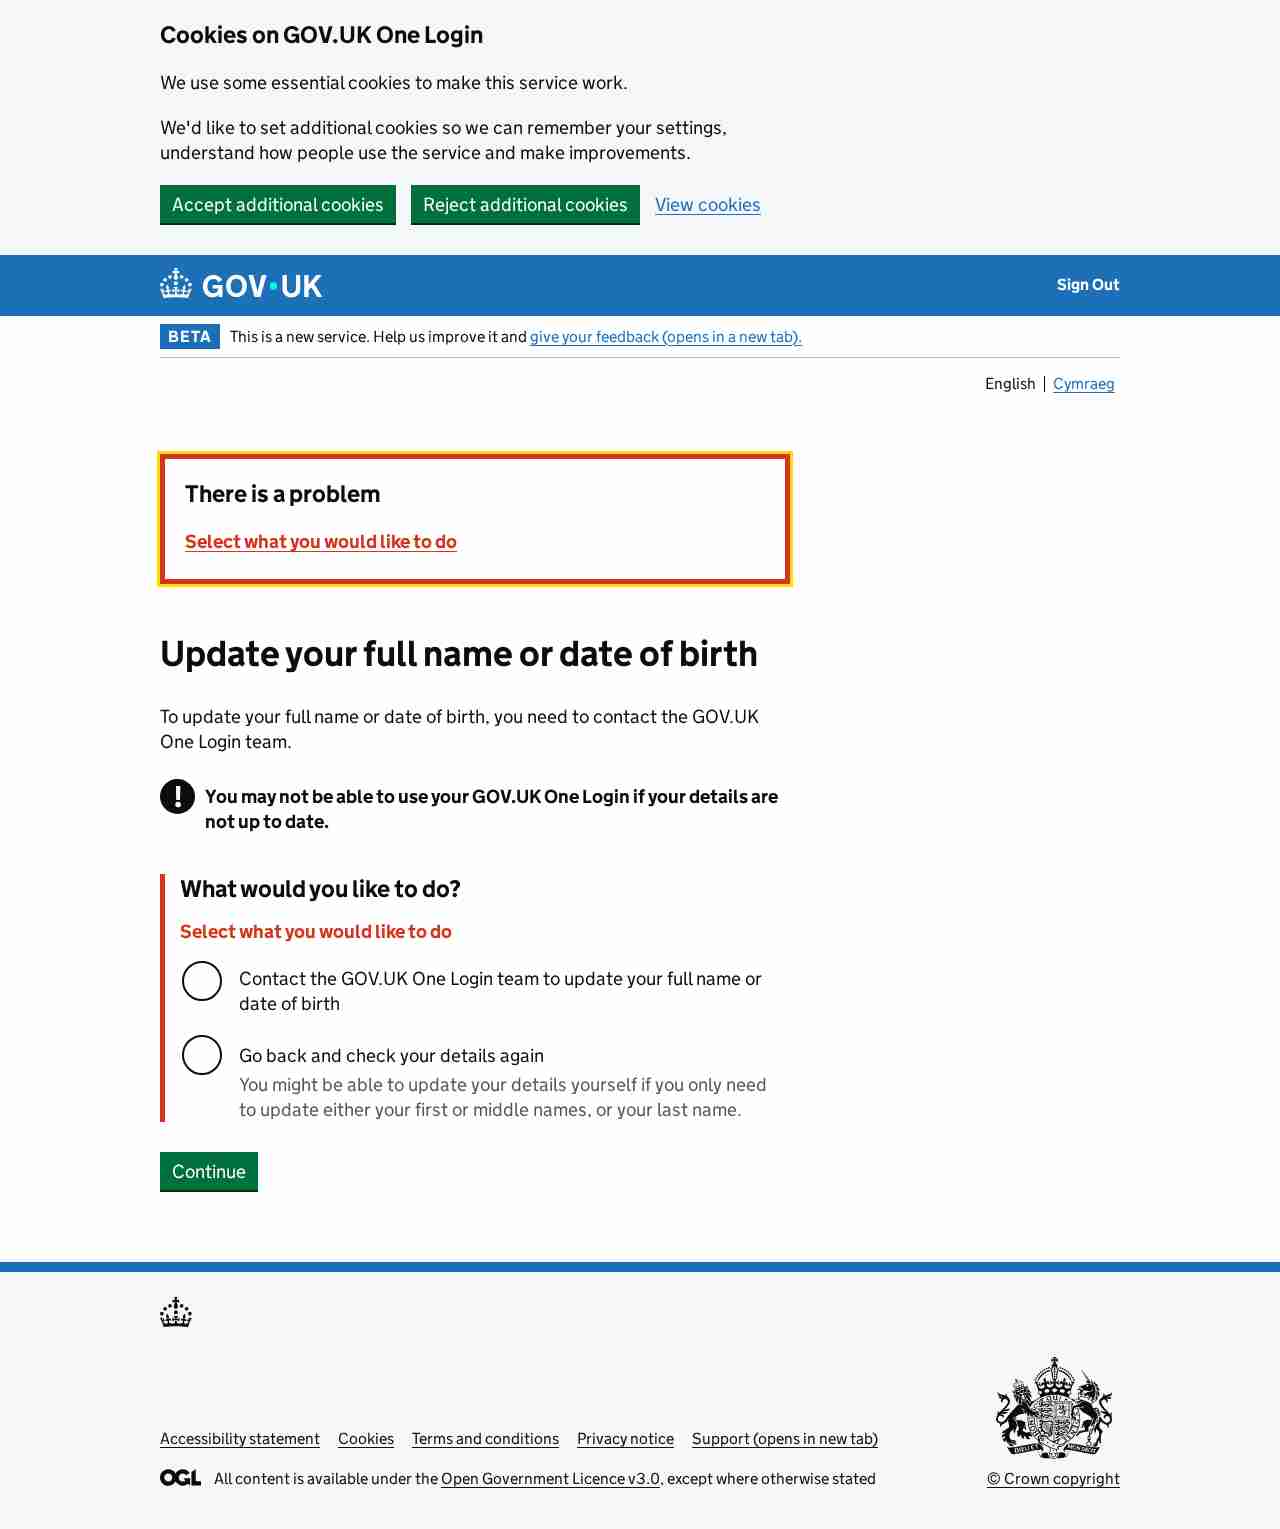 Cookies on GOV.UK One Login
We use some essential cookies to make this service work.
We'd like to set additional cookies so we can remember your settings,
understand how people use the service and make improvements.
Accept additional cookies
Reject additional cookies
View cookies
GOV·UK
Sign Out
BETA
This is a new service. Help us improve it and give your feedback (opens in a new tab).
English
Cymraeg
There is a problem
Select what you would like to do
Update your full name or date of birth
To update your full name or date of birth, you need to contact the GOV.UK
One Login team.
! You may not be able to use your GOV.UK One Login if your details are
not up to date.
What would you like to do?
Select what you would like to do
Contact the GOV.UK One Login team to update your full name or
date of birth
Go back and check your details again
You might be able to update your details yourself if you only need
to update either your first or middle names, or your last name.
Continue
Accessibility statement
Cookies
Terms and conditions
Privacy notice
Support (opens in new tab)
OGL
All content is available under the Open Government Licence v3.0, except where otherwise stated
© Crown copyright